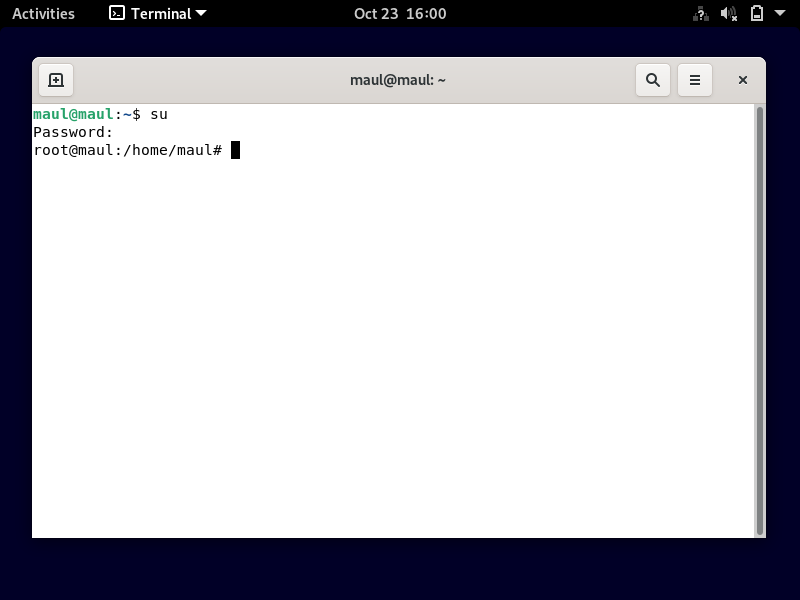 Activities Terminal Oct 23 16:00
maul@maul: ~
maul@maul:~$ su
Password:
root@maul:/home/maul#